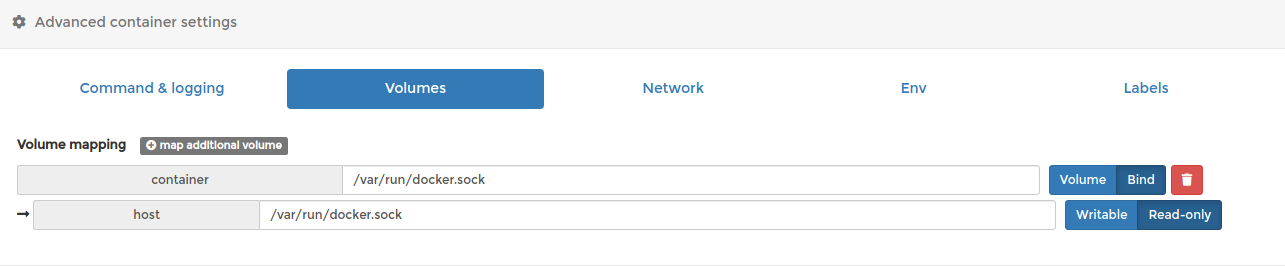 Advanced container settings
Command & logging Volumes Network Env Labels
Volume mapping map additional volume
container /var/run/docker.sock Volume Bind
host /var/run/docker.sock Writable Read-only